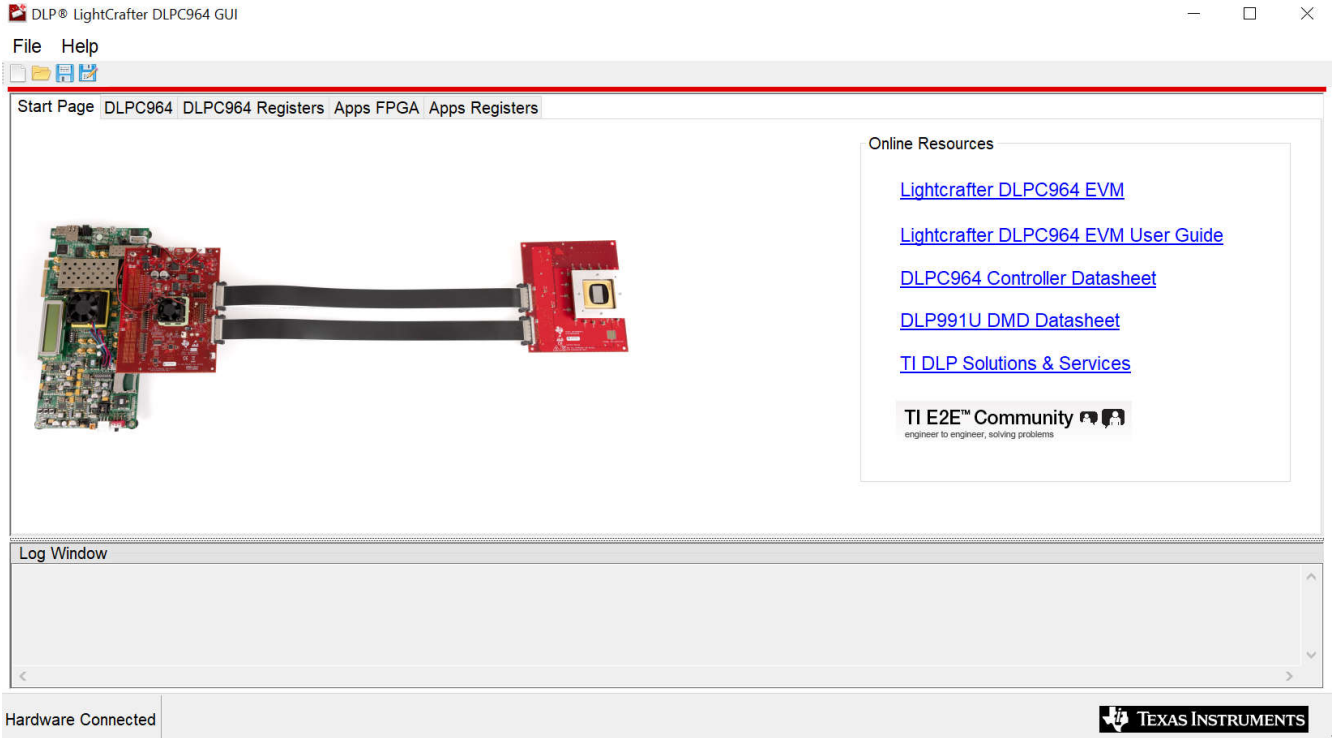 DLP® LightCrafter DLPC964 GUI
File Help
Start Page DLPC964 DLPC964 Registers Apps FPGA Apps Registers
Online Resources
Lightcrafter DLPC964 EVM
Lightcrafter DLPC964 EVM User Guide
DLPC964 Controller Datasheet
DLP991U DMD Datasheet
TI DLP Solutions & Services
TI E2E™ Community
engineer to engineer, solving problems
Log Window
Hardware Connected
TEXAS INSTRUMENTS